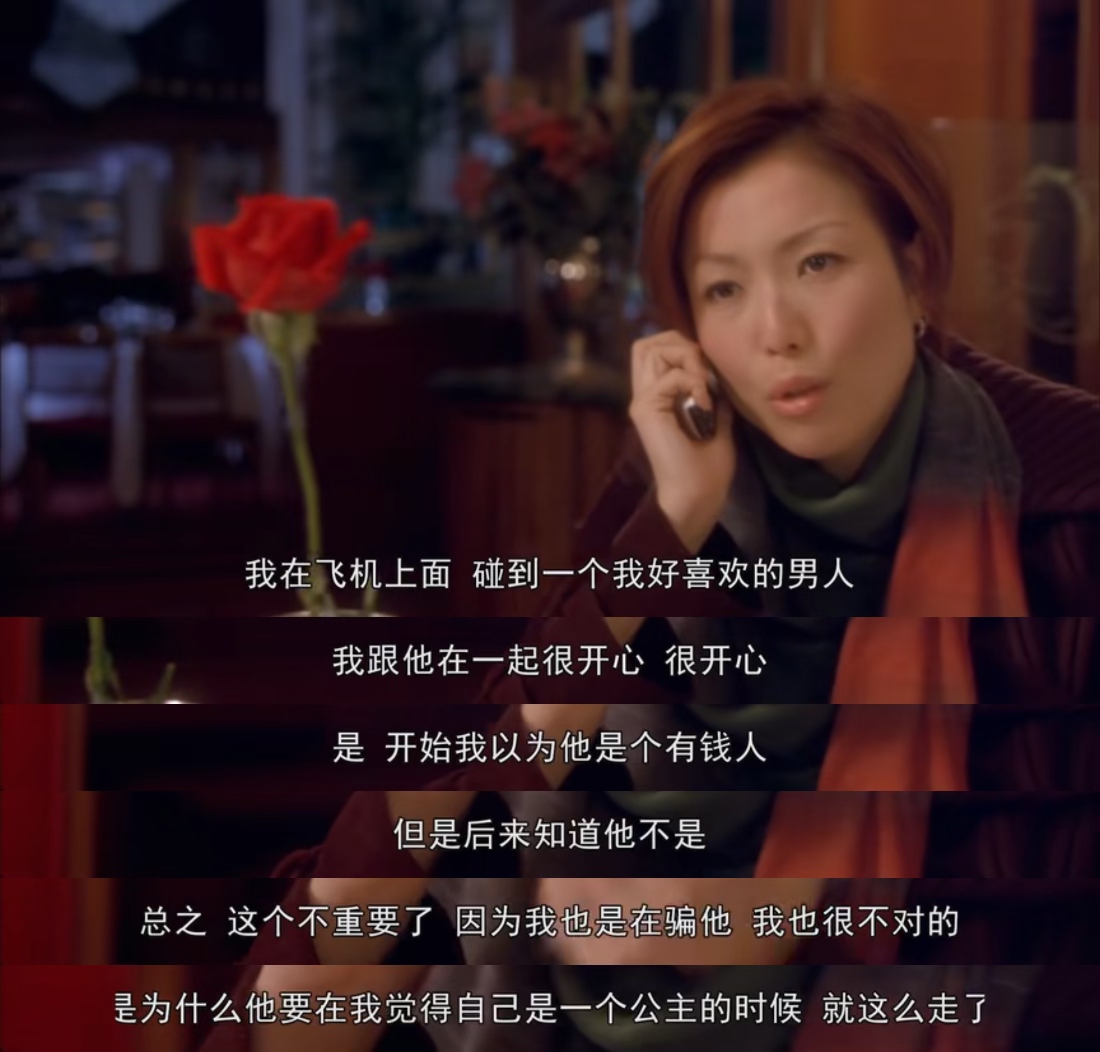 我在飞机上面 碰到一个我好喜欢的男人
我跟他在一起很开心 很开心
是 开始我以为他是个有钱人
但是后来知道他不是
总之 这个不重要了 因为我也是在骗他 我也很不对的
是为什么他要在我觉得自己是一个公主的时候 就这么走了